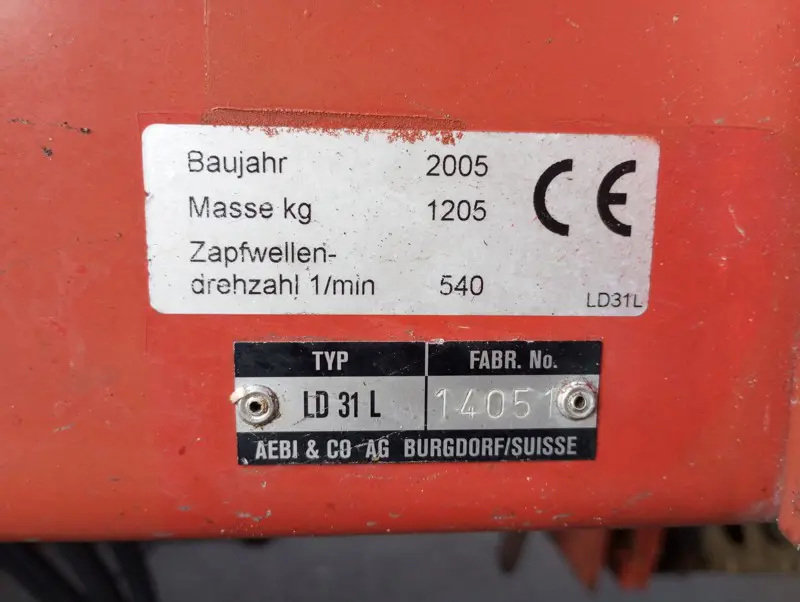 Baujahr 2005
Masse kg 1205
Zapfwellen-
drehzahl 1/min 540
CE
LD31L
TYP FABR. No.
LD 31 L 14051
AEBI & CO AG BURGDORF/SUISSE